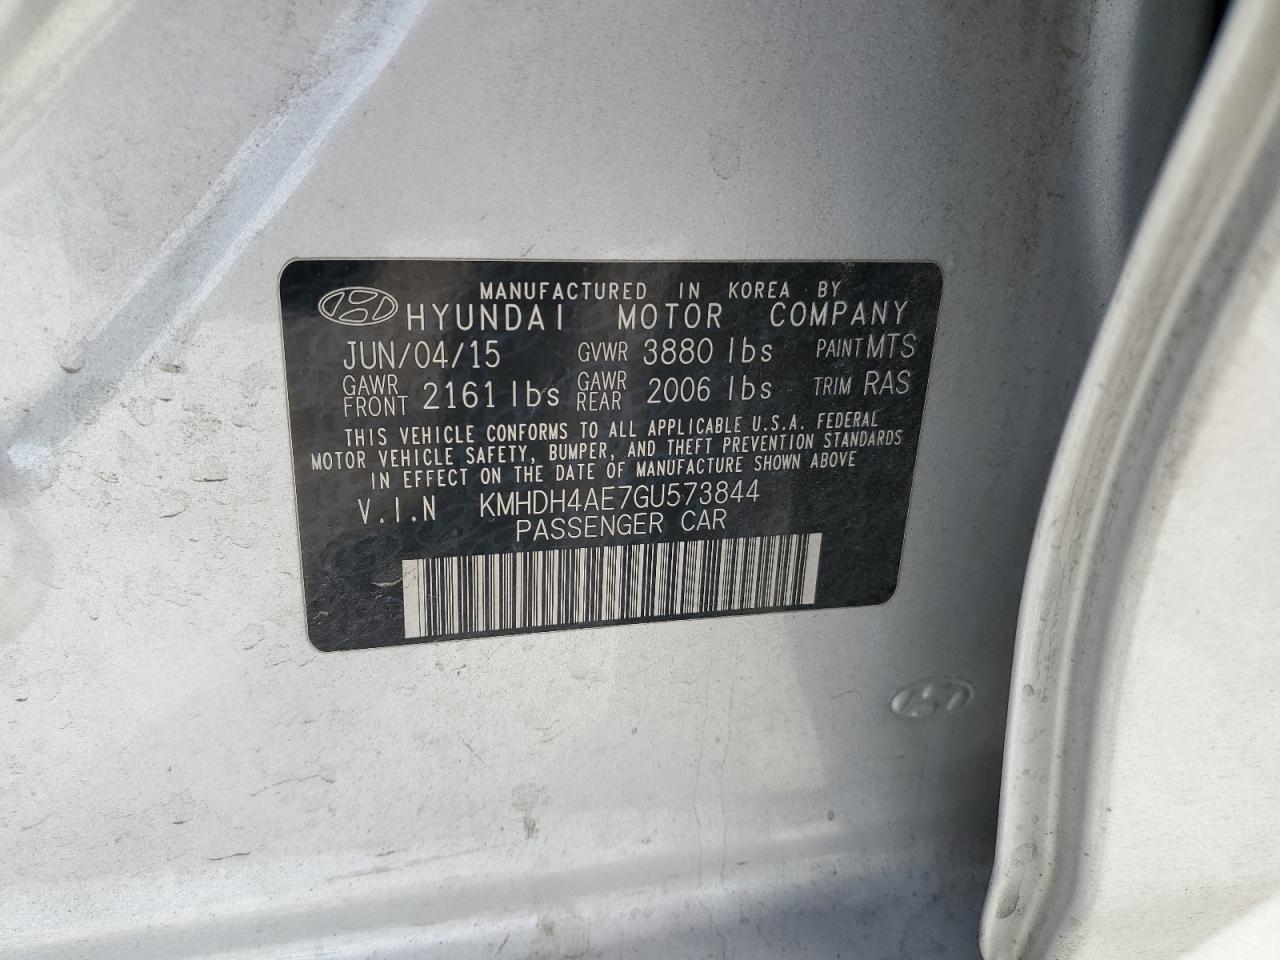 MANUFACTURED IN KOREA BY
HYUNDAI MOTOR COMPANY
JUN/04/15 GVWR 3880 lbs PAINT MTS
GAWR FRONT 2161 lbs GAWR REAR 2006 lbs TRIM RAS
THIS VEHICLE CONFORMS TO ALL APPLICABLE U.S.A. FEDERAL
MOTOR VEHICLE SAFETY, BUMPER, AND THEFT PREVENTION STANDARDS
IN EFFECT ON THE DATE OF MANUFACTURE SHOWN ABOVE
V.I.N KMHDH4AE7GU573844
PASSENGER CAR